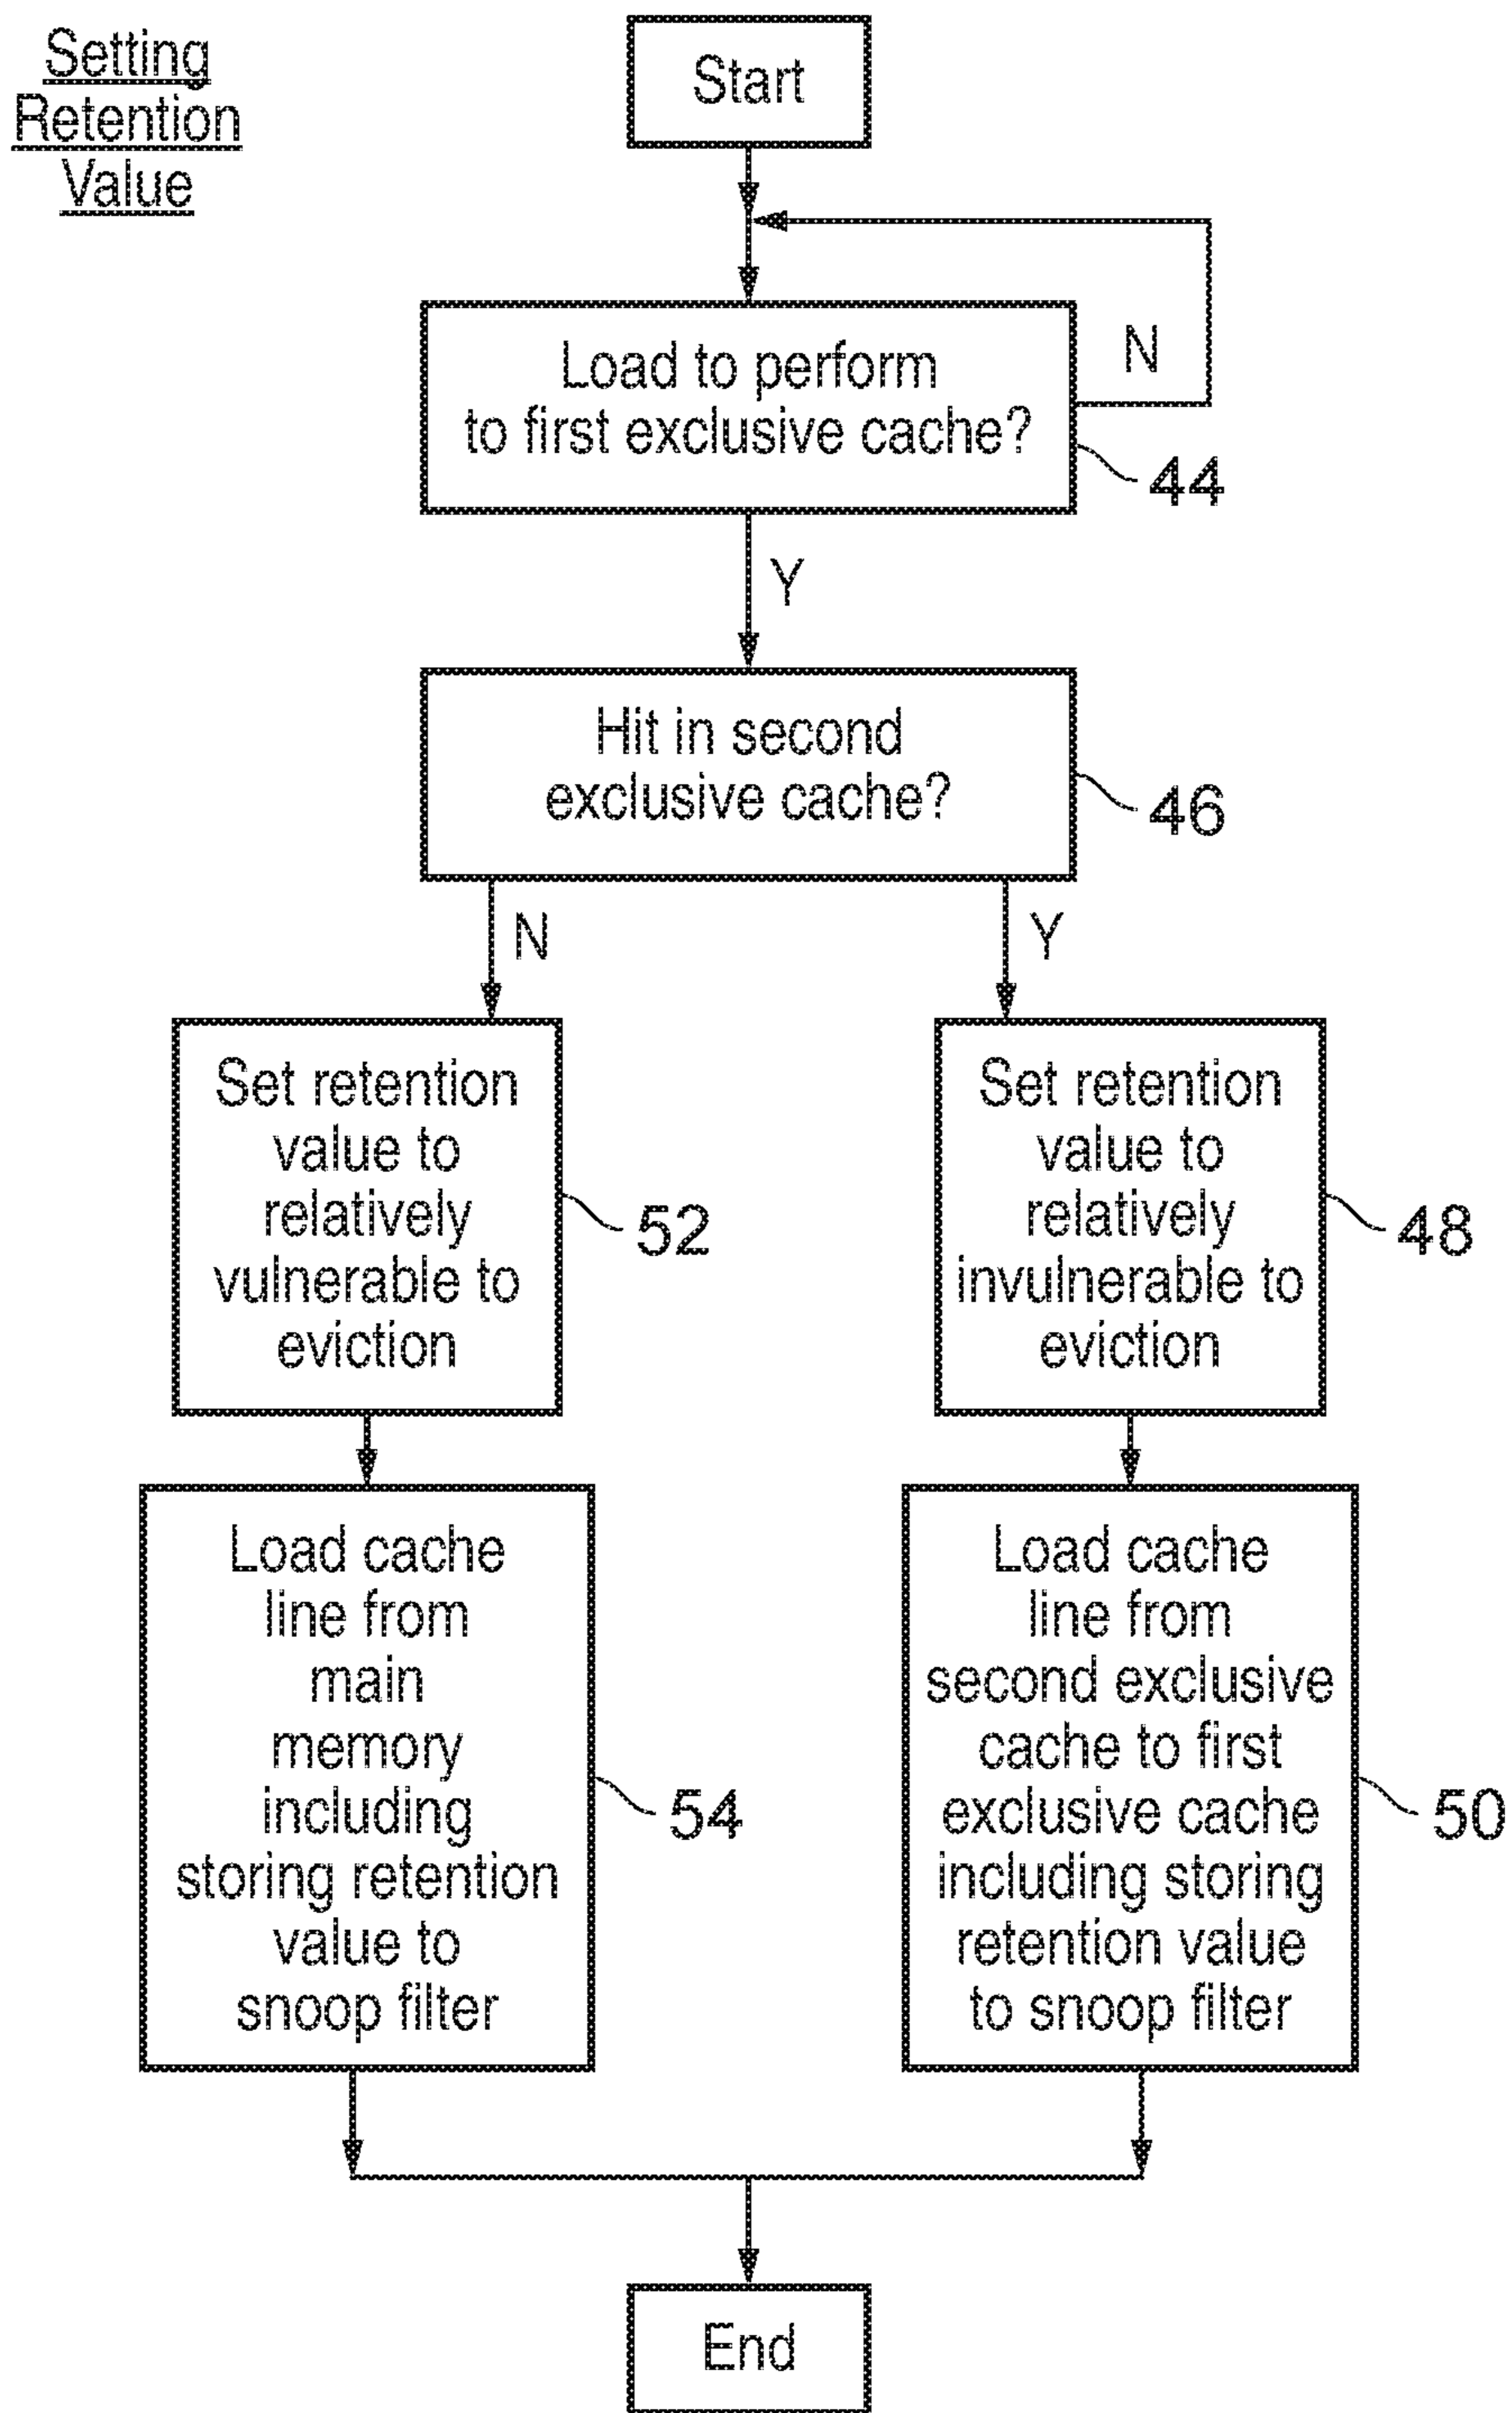 Setting
Retention
Value
Start
Load to perform
to first exclusive cache?
N
44
Y
Hit in second
exclusive cache?
46
N
Y
Set retention
value to
relatively
vulnerable to
eviction
52
Set retention
value to
relatively
invulnerable to
eviction
48
Load cache
line from
main
memory
including
storing retention
value to
snoop filter
54
Load cache
line from
second exclusive
cache to first
exclusive cache
including storing
retention value
to snoop filter
50
End